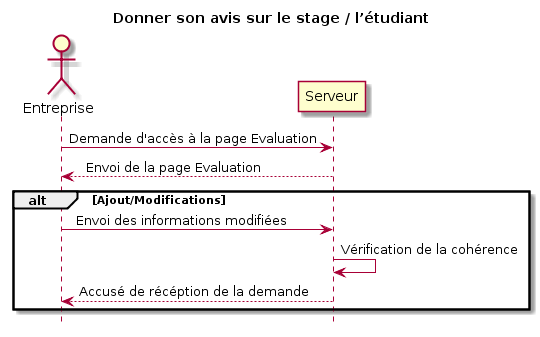 Donner son avis sur le stage / l’étudiant
Entreprise
Serveur
Demande d'accès à la page Evaluation
Envoi de la page Evaluation
alt [Ajout/Modifications]
Envoi des informations modifiées
Vérification de la cohérence
Accusé de récéption de la demande